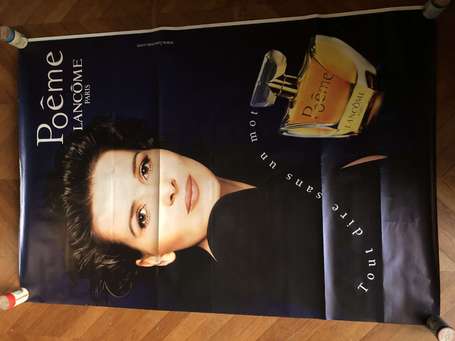 Poême
LANCÔME
PARIS
Poême
LANCÔME
Tout dire sans un mot